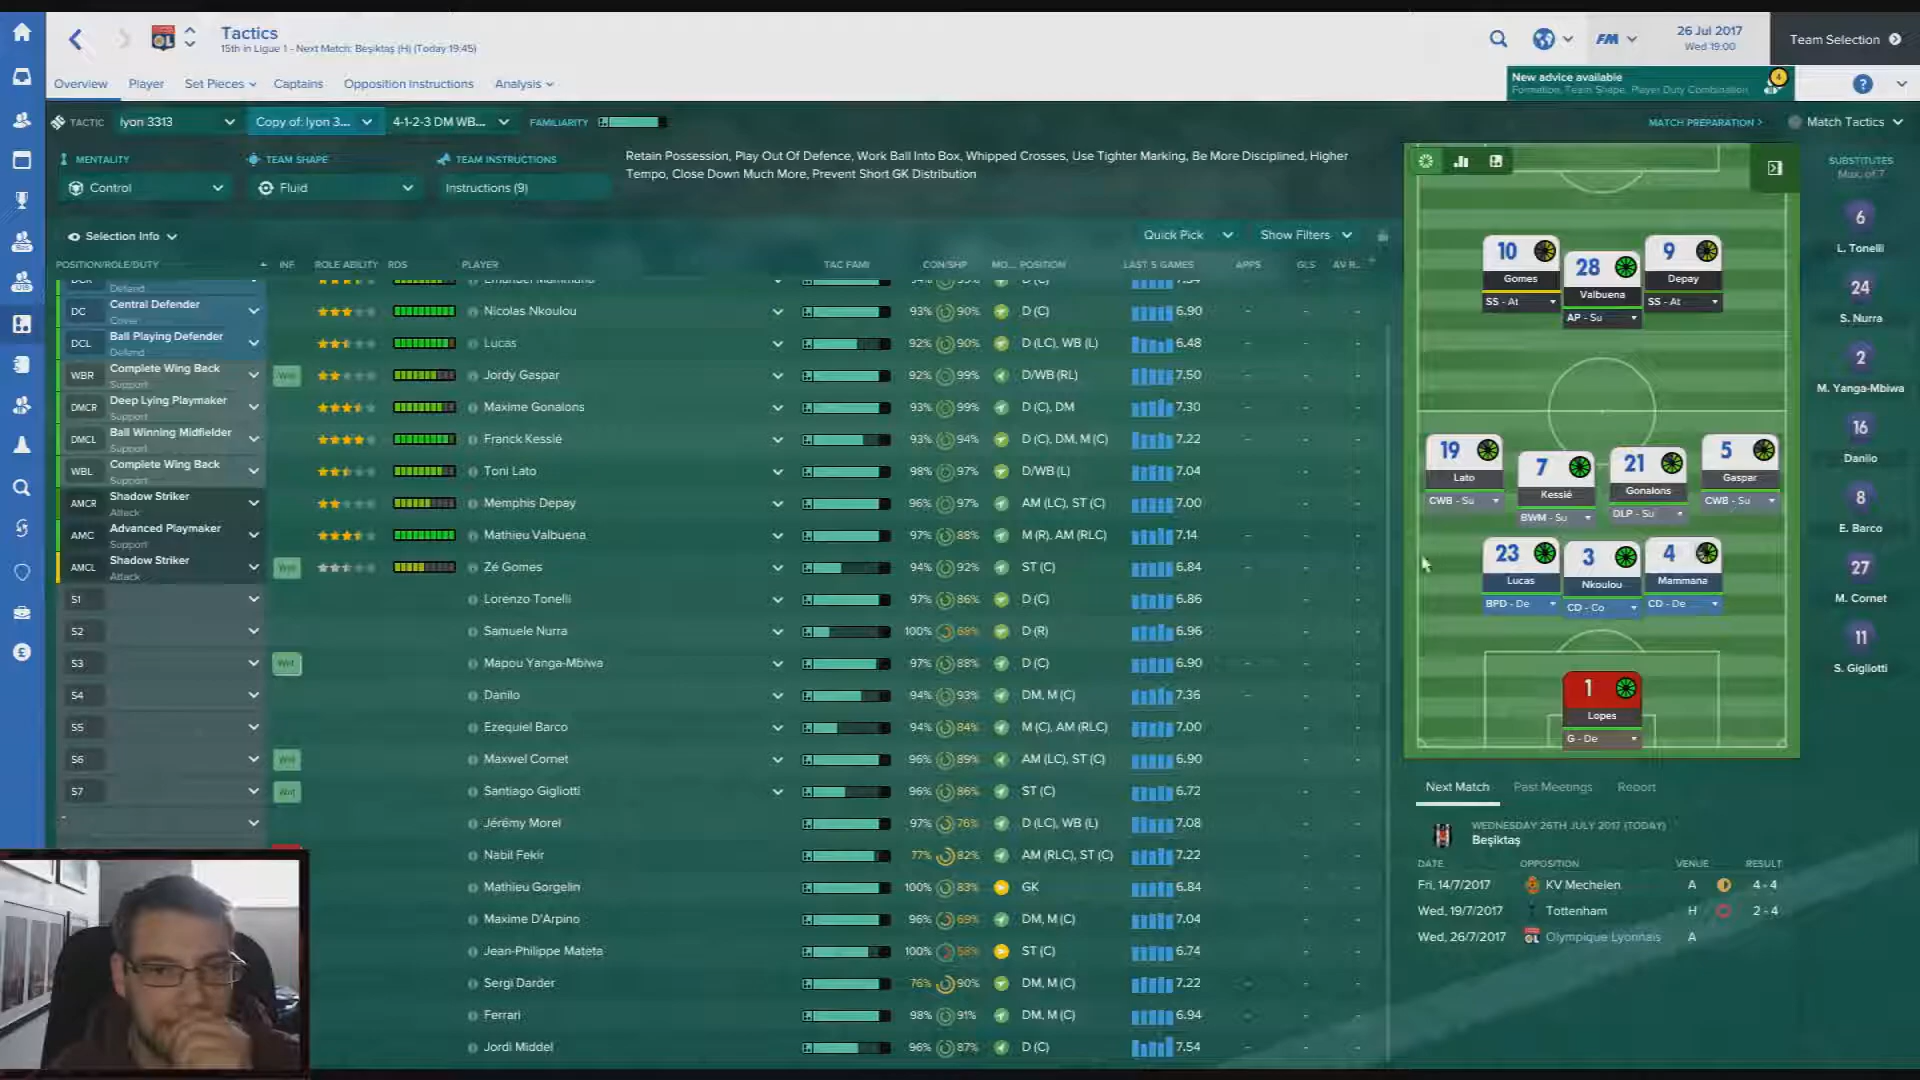 Tactics
15th in Ligue 1 - Next Match: Beşiktaş (H) (Today 19:45)
FM
26 Jul 2017
Wed 19:00
Team Selection
Overview Player Set Pieces Captains Opposition Instructions Analysis
New advice available
Formation, Team Shape, Player Duty Combination
4
?
TACTIC lyon 3313 Copy of: lyon 3... 4-1-2-3 DM WB... FAMILIARITY
MATCH PREPARATION > Match Tactics
MENTALITY TEAM SHAPE TEAM INSTRUCTIONS
Control Fluid Instructions (9)
Retain Possession, Play Out Of Defence, Work Ball Into Box, Whipped Crosses, Use Tighter Marking, Be More Disciplined, Higher
Tempo, Close Down Much More, Prevent Short GK Distribution
Selection Info Quick Pick Show Filters
POSITION/ROLE/DUTY INF ROLE ABILITY RDS PLAYER TAC FAMI CON/SHP MO... POSITION LAST 5 GAMES APPS GLS AV R...
Defend
DC Central Defender Cover Nicolas Nkoulou 93% 90% D (C) 6.90 - - -
DCL Ball Playing Defender Defend Lucas 92% 90% D (LC), WB (L) 6.48 - - -
WBR Complete Wing Back Support Jordy Gaspar 92% 99% D/WB (RL) 7.50 - - -
DMCR Deep Lying Playmaker Support Maxime Gonalons 93% 99% D (C), DM 7.30 - - -
DMCL Ball Winning Midfielder Support Franck Kessié 93% 94% D (C), DM, M (C) 7.22 - - -
WBL Complete Wing Back Support Toni Lato 98% 97% D/WB (L) 7.04 - - -
AMCR Shadow Striker Attack Memphis Depay 96% 97% AM (LC), ST (C) 7.00 - - -
AMC Advanced Playmaker Support Mathieu Valbuena 97% 88% M (R), AM (RLC) 7.14 - - -
AMCL Shadow Striker Attack Zé Gomes 94% 92% ST (C) 6.84 - - -
S1 Lorenzo Tonelli 97% 86% D (C) 6.86 - - -
S2 Samuele Nurra 100% 68% D (R) 6.96 - - -
S3 Mapou Yanga-Mbiwa 97% 88% D (C) 6.90 - - -
S4 Danilo 94% 93% DM, M (C) 7.36 - - -
S5 Ezequiel Barco 94% 84% M (C), AM (RLC) 7.00 - - -
S6 Maxwel Cornet 96% 89% AM (LC), ST (C) 6.90 - - -
S7 Santiago Gigliotti 96% 86% ST (C) 6.72 - - -
- Jérémy Morel 97% 76% D (LC), WB (L) 7.08 - -
Nabil Fekir 77% 82% AM (RLC), ST (C) 7.22 - - -
Mathieu Gorgelin 100% 83% GK 6.84 - - -
Maxime D'Arpino 96% 69% DM, M (C) 7.04 - - -
Jean-Philippe Mateta 100% 58% ST (C) 6.74 - - -
Sergi Darder 76% 90% DM, M (C) 7.22 - - -
Ferrari 98% 91% DM, M (C) 6.94 - - -
Jordi Middel 96% 87% D (C) 7.54 - - -
10 28 9
Gomes Valbuena Depay
SS - At AP - Su SS - At
19 7 21 5
Lato Kessié Gonalons Gaspar
CWB - Su BWM - Su DLP - Su CWB - Su
23 3 4
Lucas Nkoulou Mammana
BPD - De CD - Co CD - De
1
Lopes
G - De
SUBSTITUTES
Max. of 7
6
L. Tonelli
24
S. Nurra
2
M. Yanga-Mbiwa
16
Danilo
8
E. Barco
27
M. Cornet
11
S. Gigliotti
Next Match Past Meetings Report
WEDNESDAY 26TH JULY 2017 (TODAY)
Beşiktaş
DATE OPPOSITION VENUE RESULT
Fri, 14/7/2017 KV Mechelen A 4 - 4
Wed, 19/7/2017 Tottenham H 2 - 4
Wed, 26/7/2017 Olympique Lyonnais A